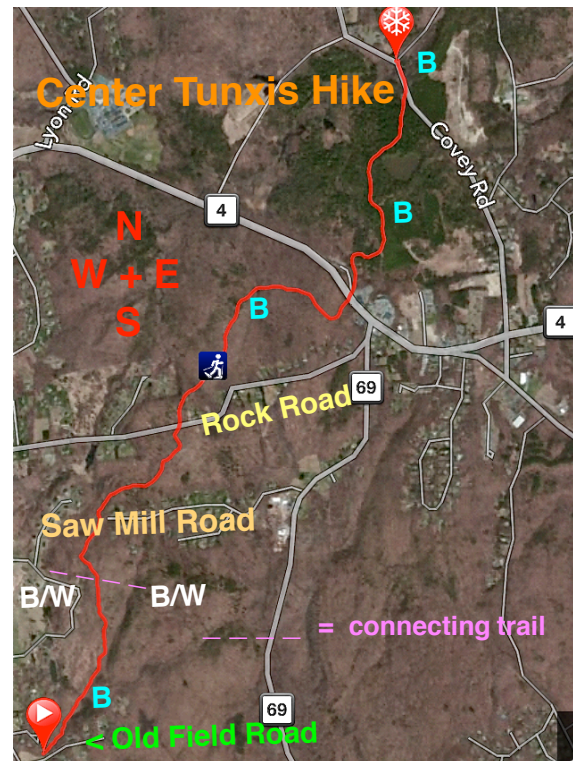 B
Center Tunxis Hike
Lyon Rd
Covey Rd
4
B
N
W + E
S
B
4
69
Rock Road
Saw Mill Road
B/W
B/W
= connecting trail
B
69
< Old Field Road